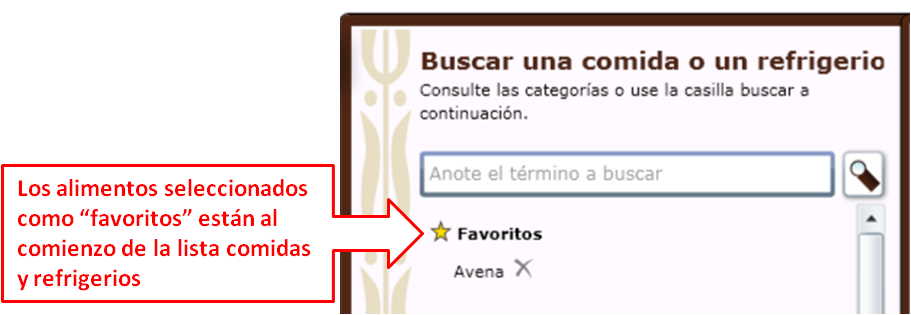 Buscar una comida o un refrigerio
Consulte las categorías o use la casilla buscar a
continuación.
Anote el término a buscar
Los alimentos seleccionados
como “favoritos” están al
comienzo de la lista comidas
y refrigerios
Favoritos
Avena